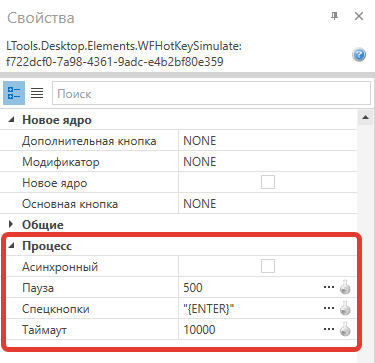 Свойства
LTools.Desktop.Elements.WFHotKeySimulate:
f722dcf0-7a98-4361-9adc-e4b2bf80e359
Поиск
Новое ядро
Дополнительная кнопка NONE
Модификатор NONE
Новое ядро
Основная кнопка NONE
Общие
Процесс
Асинхронный
Пауза 500 ...
Спецкнопки "{ENTER}" ...
Таймаут 10000 ...